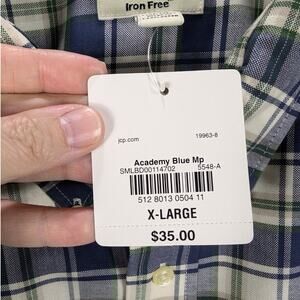 Iron Free
jcp.com 19963-8
Academy Blue Mp
SMLBD00114702 5548-A
512 8013 0504 11
X-LARGE
$35.00